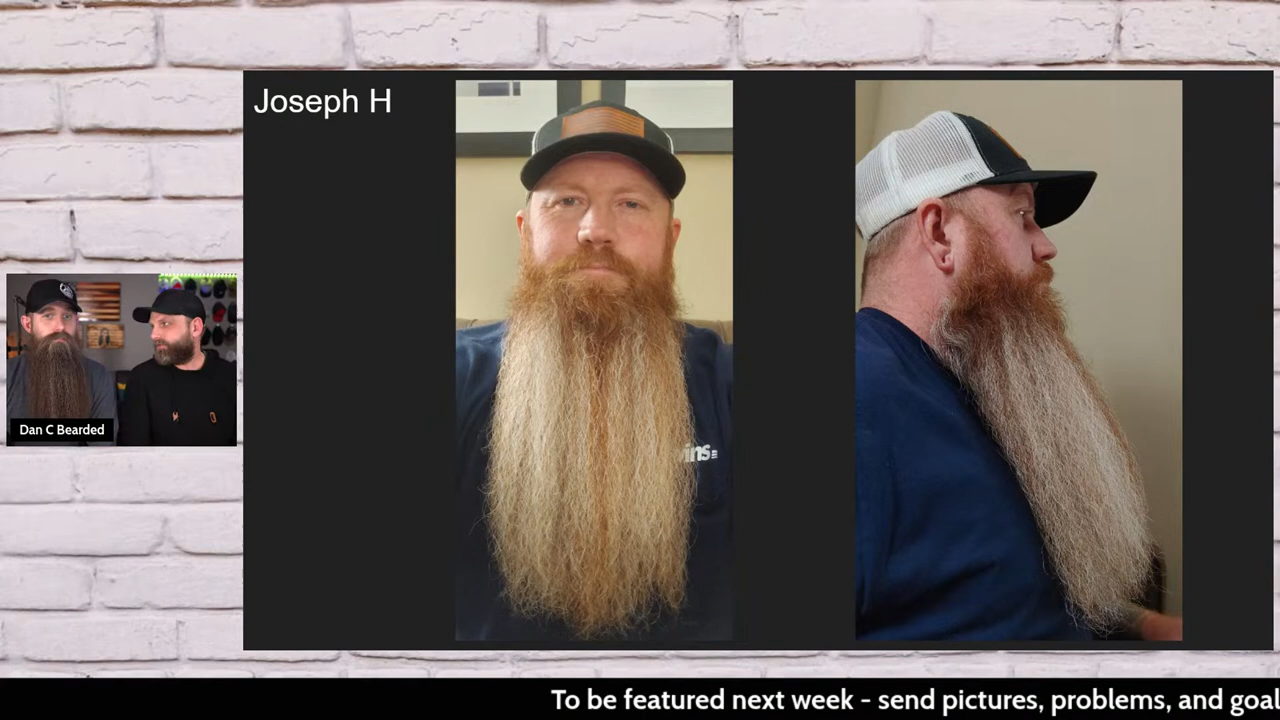 Joseph H
Dan C Bearded
To be featured next week - send pictures, problems, and goal